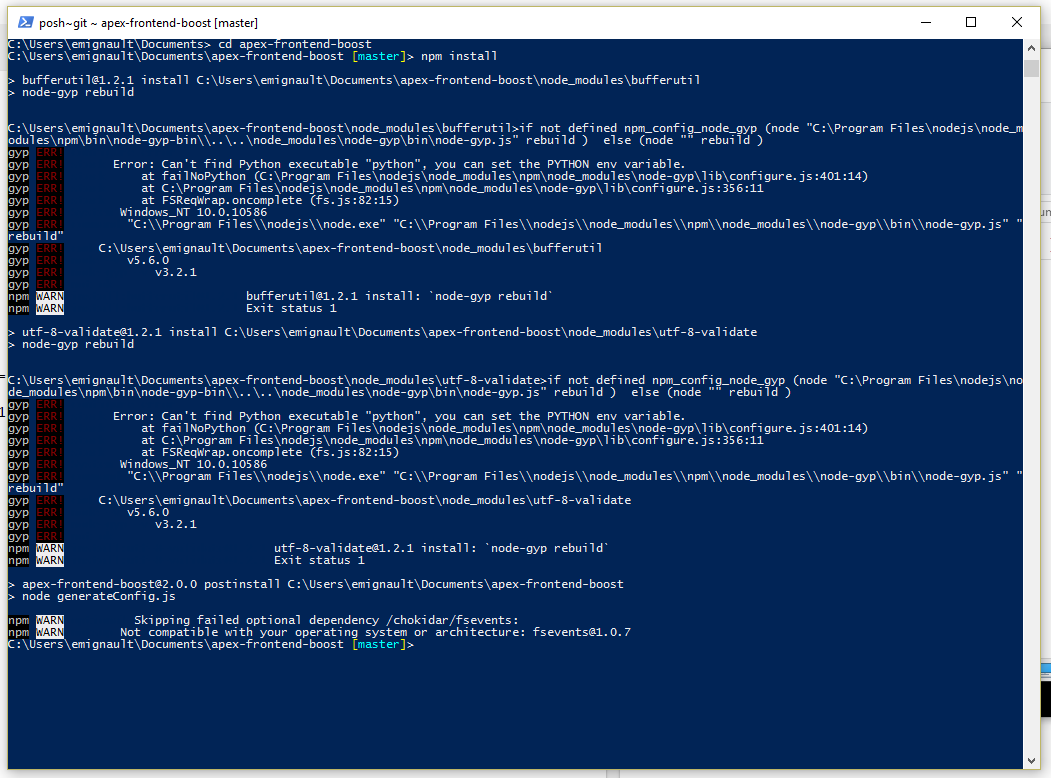 posh~git ~ apex-frontend-boost [master]
C:\Users\emignault\Documents> cd apex-frontend-boost
C:\Users\emignault\Documents\apex-frontend-boost [master]> npm install
> bufferutil@1.2.1 install C:\Users\emignault\Documents\apex-frontend-boost\node_modules\bufferutil
> node-gyp rebuild
C:\Users\emignault\Documents\apex-frontend-boost\node_modules\bufferutil>if not defined npm_config_node_gyp (node "C:\Program Files\nodejs\node_m
odules\npm\bin\node-gyp-bin\\..\..\node_modules\node-gyp\bin\node-gyp.js" rebuild )  else (node "" rebuild )
gyp ERR!
gyp ERR! Error: Can't find Python executable "python", you can set the PYTHON env variable.
gyp ERR! at failNoPython (C:\Program Files\nodejs\node_modules\npm\node_modules\node-gyp\lib\configure.js:401:14)
gyp ERR! at C:\Program Files\nodejs\node_modules\npm\node_modules\node-gyp\lib\configure.js:356:11
gyp ERR! at FSReqWrap.oncomplete (fs.js:82:15)
gyp ERR! Windows_NT 10.0.10586
gyp ERR! "C:\\Program Files\\nodejs\\node.exe" "C:\\Program Files\\nodejs\\node_modules\\npm\\node_modules\\node-gyp\\bin\\node-gyp.js" "
rebuild"
gyp ERR! C:\Users\emignault\Documents\apex-frontend-boost\node_modules\bufferutil
gyp ERR! v5.6.0
gyp ERR! v3.2.1
gyp ERR!
npm WARN bufferutil@1.2.1 install: `node-gyp rebuild`
npm WARN Exit status 1
> utf-8-validate@1.2.1 install C:\Users\emignault\Documents\apex-frontend-boost\node_modules\utf-8-validate
> node-gyp rebuild
C:\Users\emignault\Documents\apex-frontend-boost\node_modules\utf-8-validate>if not defined npm_config_node_gyp (node "C:\Program Files\nodejs\no
de_modules\npm\bin\node-gyp-bin\\..\..\node_modules\node-gyp\bin\node-gyp.js" rebuild )  else (node "" rebuild )
gyp ERR!
gyp ERR! Error: Can't find Python executable "python", you can set the PYTHON env variable.
gyp ERR! at failNoPython (C:\Program Files\nodejs\node_modules\npm\node_modules\node-gyp\lib\configure.js:401:14)
gyp ERR! at C:\Program Files\nodejs\node_modules\npm\node_modules\node-gyp\lib\configure.js:356:11
gyp ERR! at FSReqWrap.oncomplete (fs.js:82:15)
gyp ERR! Windows_NT 10.0.10586
gyp ERR! "C:\\Program Files\\nodejs\\node.exe" "C:\\Program Files\\nodejs\\node_modules\\npm\\node_modules\\node-gyp\\bin\\node-gyp.js" "
rebuild"
gyp ERR! C:\Users\emignault\Documents\apex-frontend-boost\node_modules\utf-8-validate
gyp ERR! v5.6.0
gyp ERR! v3.2.1
gyp ERR!
npm WARN utf-8-validate@1.2.1 install: `node-gyp rebuild`
npm WARN Exit status 1
> apex-frontend-boost@2.0.0 postinstall C:\Users\emignault\Documents\apex-frontend-boost
> node generateConfig.js
npm WARN Skipping failed optional dependency /chokidar/fsevents:
npm WARN Not compatible with your operating system or architecture: fsevents@1.0.7
C:\Users\emignault\Documents\apex-frontend-boost [master]>